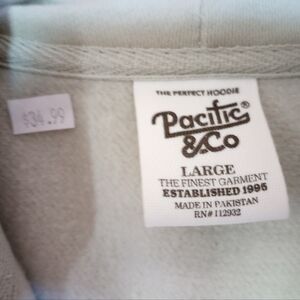 THE PERFECT HOODIE
Pacific®
&Co
LARGE
THE FINEST GARMENT
ESTABLISHED 1995
MADE IN PAKISTAN
RN# 112932
$34.99